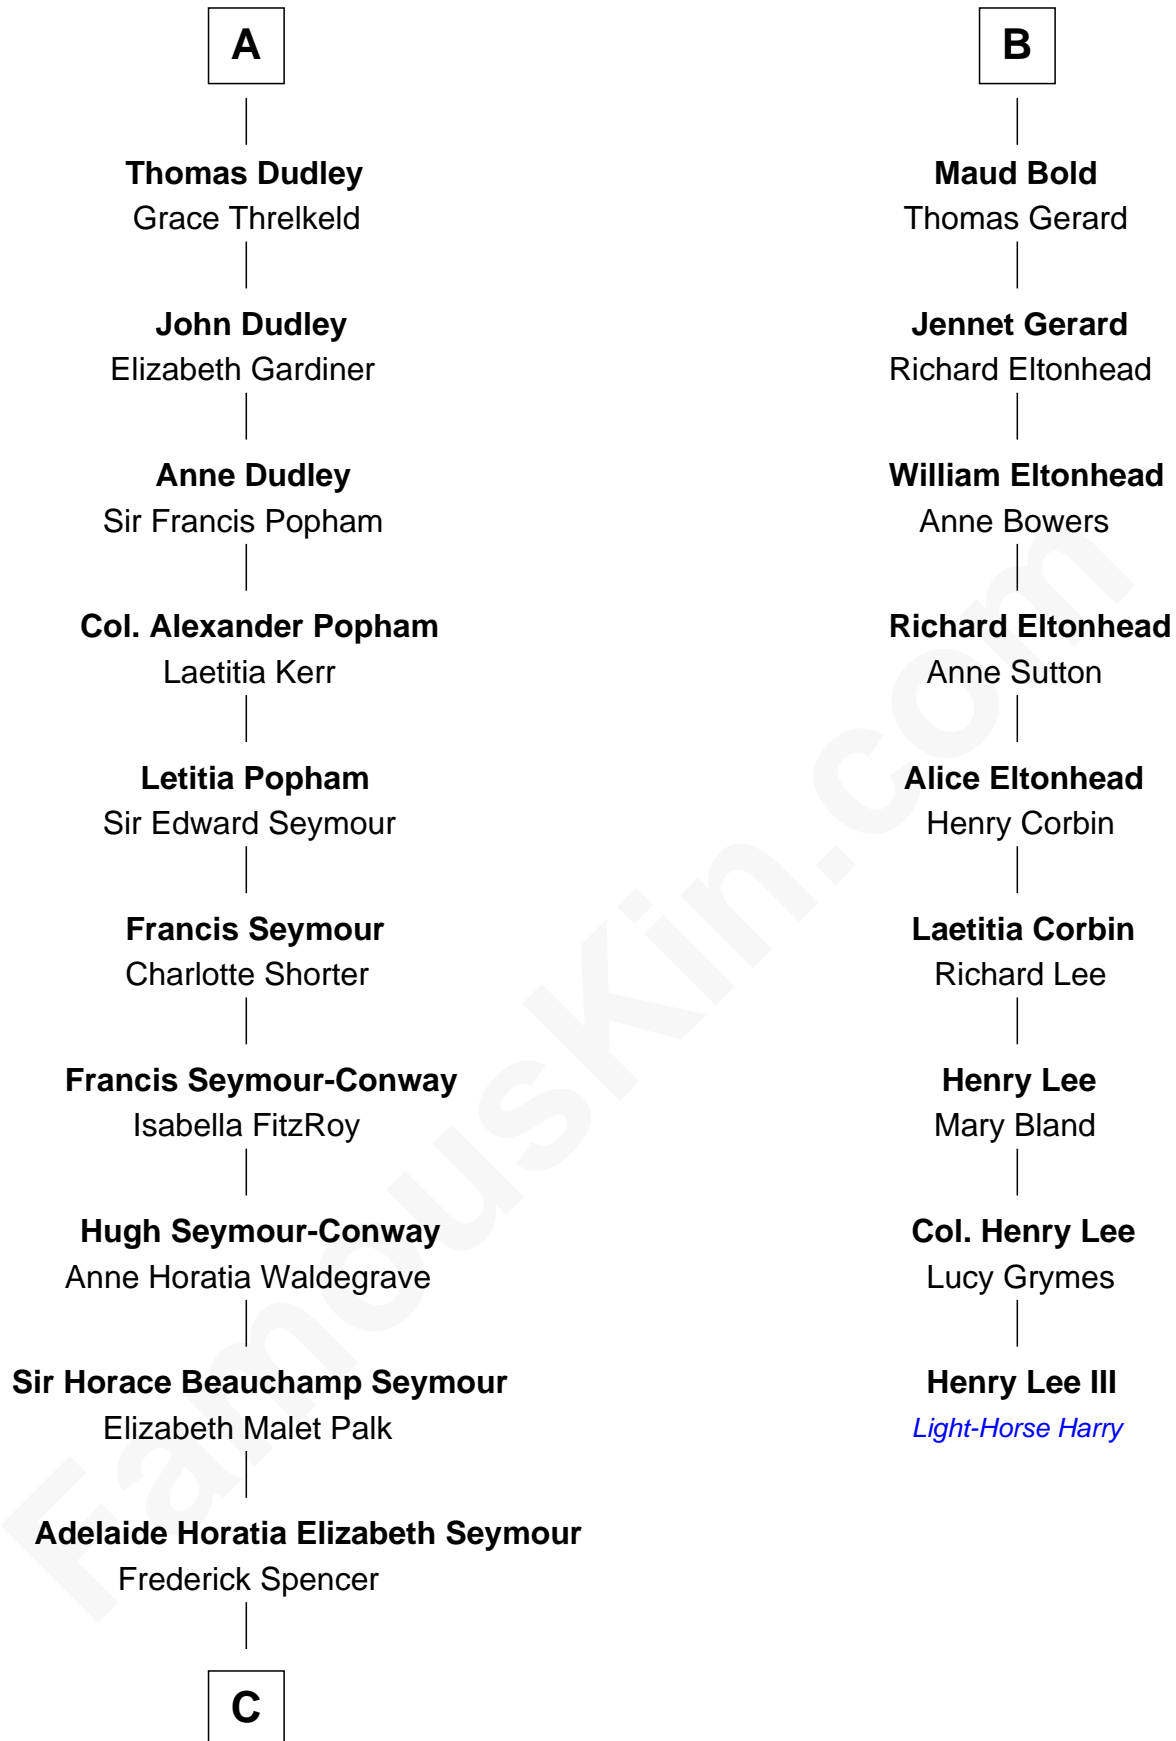 A
Thomas Dudley
Grace Threlkeld
John Dudley
Elizabeth Gardiner
Anne Dudley
Sir Francis Popham
Col. Alexander Popham
Laetitia Kerr
Letitia Popham
Sir Edward Seymour
Francis Seymour
Charlotte Shorter
Francis Seymour-Conway
Isabella FitzRoy
Hugh Seymour-Conway
Anne Horatia Waldegrave
Sir Horace Beauchamp Seymour
Elizabeth Malet Palk
Adelaide Horatia Elizabeth Seymour
Frederick Spencer
C
B
Maud Bold
Thomas Gerard
Jennet Gerard
Richard Eltonhead
William Eltonhead
Anne Bowers
Richard Eltonhead
Anne Sutton
Alice Eltonhead
Henry Corbin
Laetitia Corbin
Richard Lee
Henry Lee
Mary Bland
Col. Henry Lee
Lucy Grymes
Henry Lee III
Light-Horse Harry
FamousKin.com